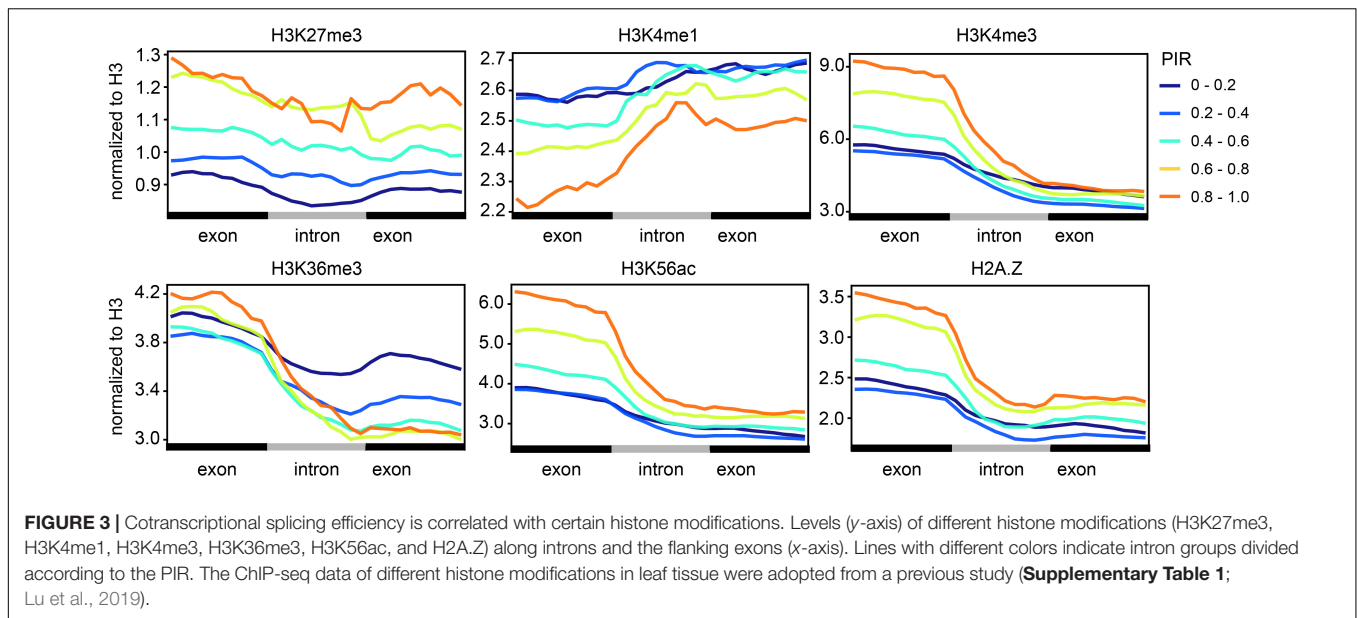 H3K27me3
H3K4me1
H3K4me3
normalized to H3
1.3
1.2
1.1
1.0
0.9
exon intron exon
2.7
2.6
2.5
2.4
2.3
2.2
exon intron exon
9.0
6.0
3.0
exon intron exon
PIR
0 - 0.2
0.2 - 0.4
0.4 - 0.6
0.6 - 0.8
0.8 - 1.0
H3K36me3
H3K56ac
H2A.Z
normalized to H3
4.2
3.8
3.4
3.0
exon intron exon
6.0
5.0
4.0
3.0
exon intron exon
3.5
3.0
2.5
2.0
exon intron exon
FIGURE 3 | Cotranscriptional splicing efficiency is correlated with certain histone modifications. Levels (y-axis) of different histone modifications (H3K27me3,
H3K4me1, H3K4me3, H3K36me3, H3K56ac, and H2A.Z) along introns and the flanking exons (x-axis). Lines with different colors indicate intron groups divided
according to the PIR. The ChIP-seq data of different histone modifications in leaf tissue were adopted from a previous study (Supplementary Table 1;
Lu et al., 2019).